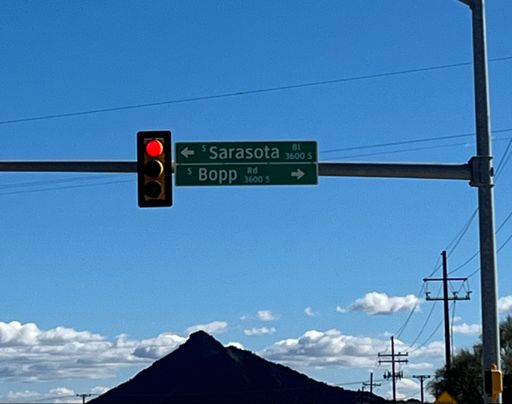 ← S Sarasota Bl 3600 S
S Bopp Rd 3600 S →